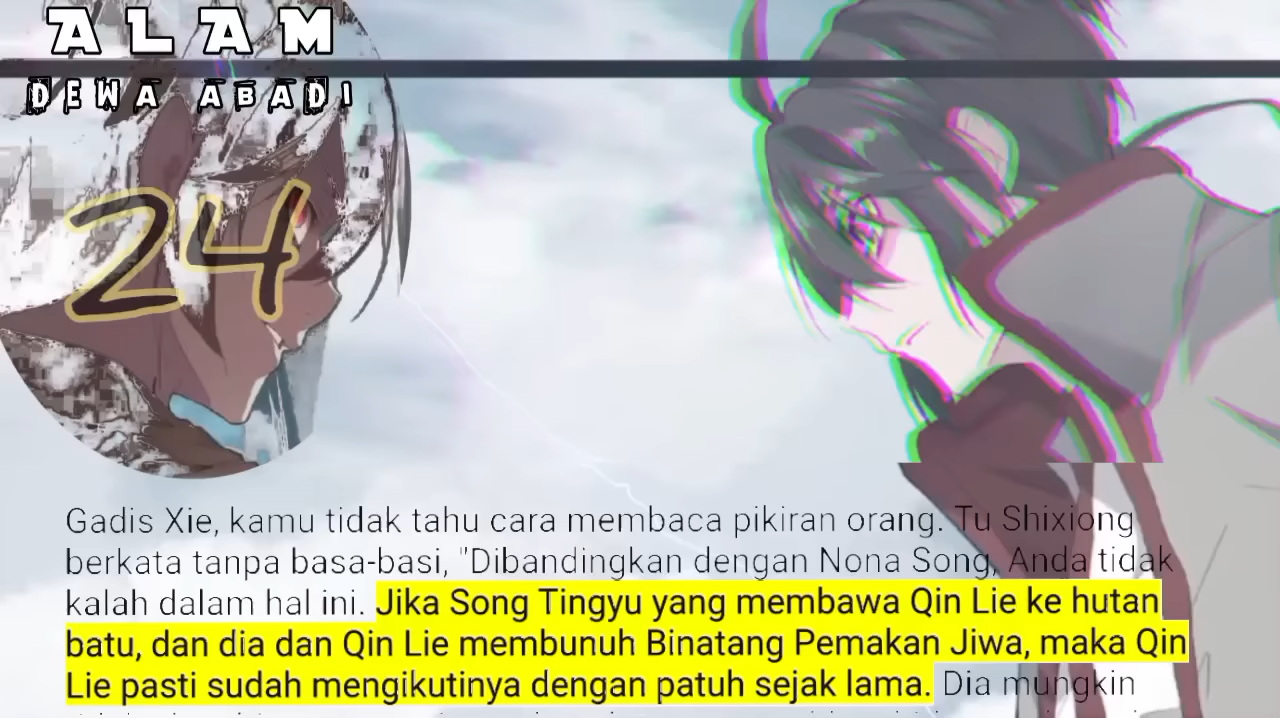 ALAM
DEWA ABADI
24
Gadis Xie, kamu tidak tahu cara membaca pikiran orang. Tu Shixiong
berkata tanpa basa-basi, "Dibandingkan dengan Nona Song, Anda tidak
kalah dalam hal ini. Jika Song Tingyu yang membawa Qin Lie ke hutan
batu, dan dia dan Qin Lie membunuh Binatang Pemakan Jiwa, maka Qin
Lie pasti sudah mengikutinya dengan patuh sejak lama. Dia mungkin